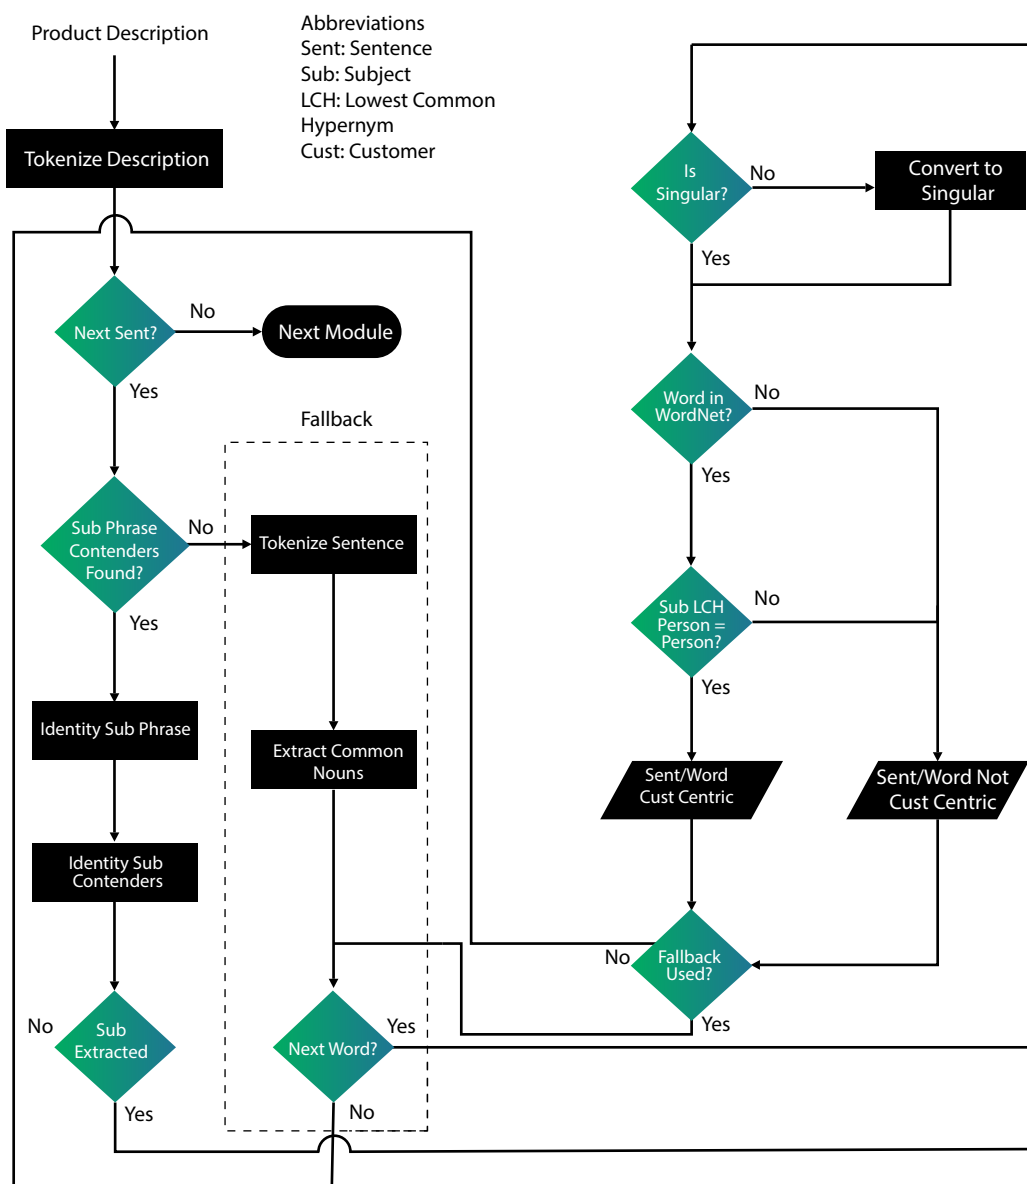 Product Description
Abbreviations
Sent: Sentence
Sub: Subject
LCH: Lowest Common
Hypernym
Cust: Customer
Tokenize Description
Next Sent?
No
Next Module
Yes
Sub Phrase
Contenders
Found?
No
Yes
Identity Sub Phrase
Identity Sub
Contenders
Sub
Extracted
No
Yes
Fallback
Tokenize Sentence
Extract Common
Nouns
Next Word?
Yes
No
Is
Singular?
No
Convert to
Singular
Yes
Word in
WordNet?
No
Yes
Sub LCH
Person =
Person?
No
Yes
Sent/Word
Cust Centric
Sent/Word Not
Cust Centric
Fallback
Used?
No
Yes